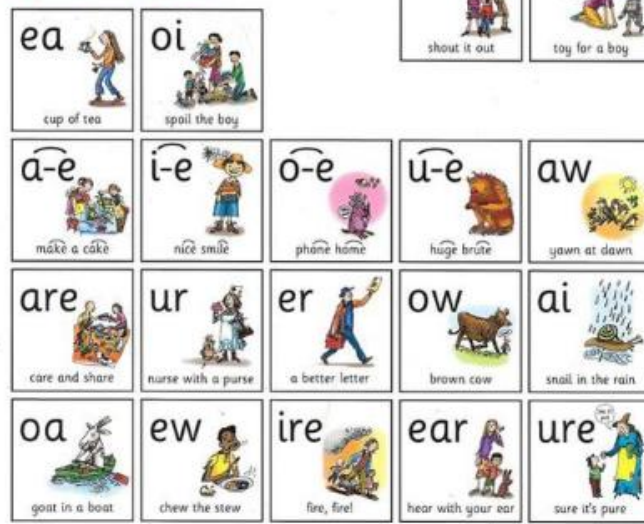 shout it out
toy for a boy
ea
cup of tea
oi
spoil the boy
a-e
make a cake
i-e
nice smile
o-e
phone home
u-e
huge brute
aw
yawn at dawn
are
care and share
ur
nurse with a purse
er
a better letter
ow
brown cow
ai
snail in the rain
oa
goat in a boat
ew
chew the stew
ire
fire, fire!
ear
hear with your ear
ure
sure it's pure